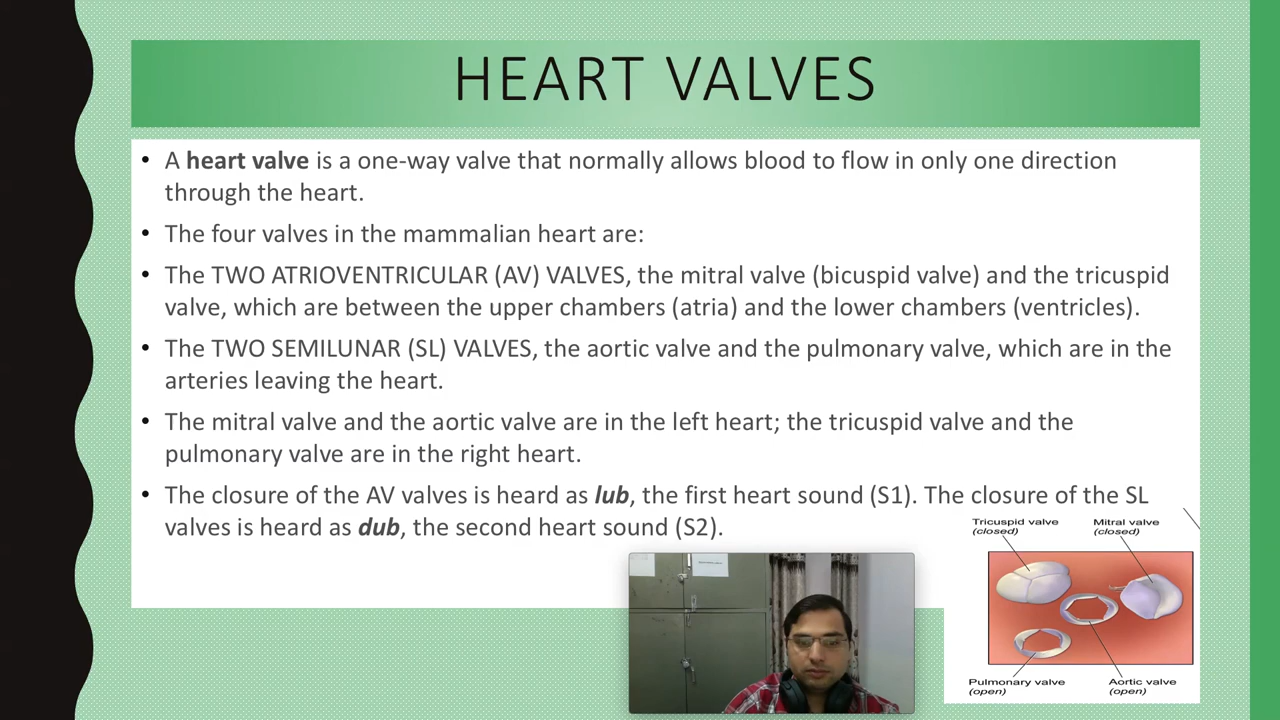 HEART VALVES
• A heart valve is a one-way valve that normally allows blood to flow in only one direction
through the heart.
• The four valves in the mammalian heart are:
• The TWO ATRIOVENTRICULAR (AV) VALVES, the mitral valve (bicuspid valve) and the tricuspid
valve, which are between the upper chambers (atria) and the lower chambers (ventricles).
• The TWO SEMILUNAR (SL) VALVES, the aortic valve and the pulmonary valve, which are in the
arteries leaving the heart.
• The mitral valve and the aortic valve are in the left heart; the tricuspid valve and the
pulmonary valve are in the right heart.
• The closure of the AV valves is heard as lub, the first heart sound (S1). The closure of the SL
valves is heard as dub, the second heart sound (S2).
Tricuspid valve
(closed)
Mitral valve
(closed)
Pulmonary valve
(open)
Aortic valve
(open)